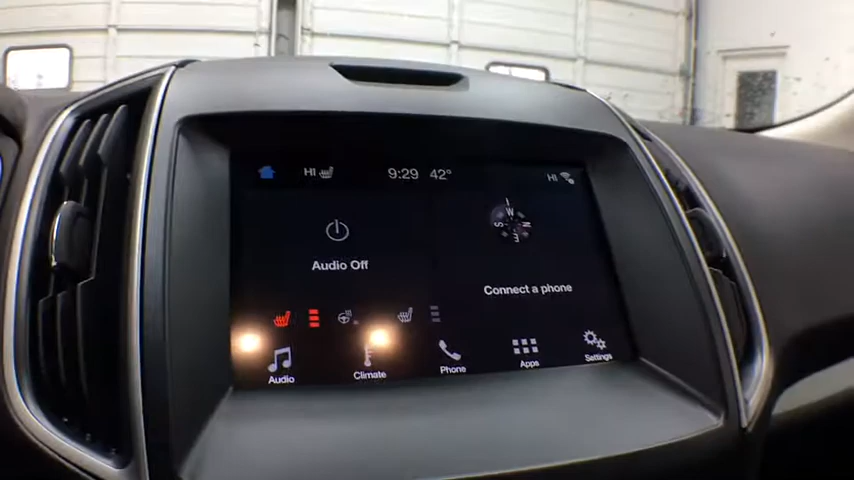 HI
9:29 42°
HI
W
S N
E
Audio Off
Connect a phone
Audio
Climate
Phone
Apps
Settings